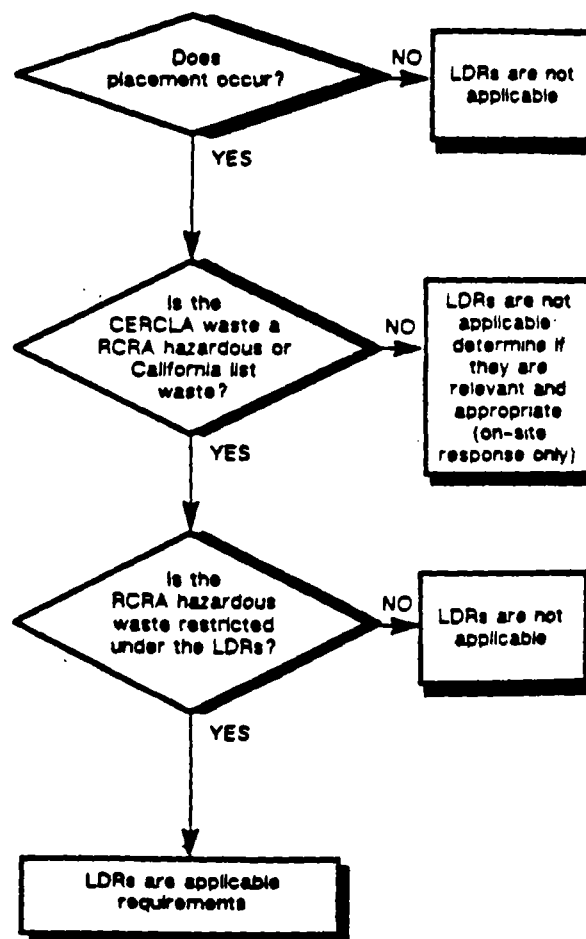 Does
placement occur?
NO
LDRs are not
applicable
YES
Is the
CERCLA waste a
RCRA hazardous or
California list
waste?
NO
LDRs are not
applicable:
determine if
they are
relevant and
appropriate
(on-site
response only)
YES
Is the
RCRA hazardous
waste restricted
under the LDRs?
NO
LDRs are not
applicable
YES
LDRs are applicable
requirements